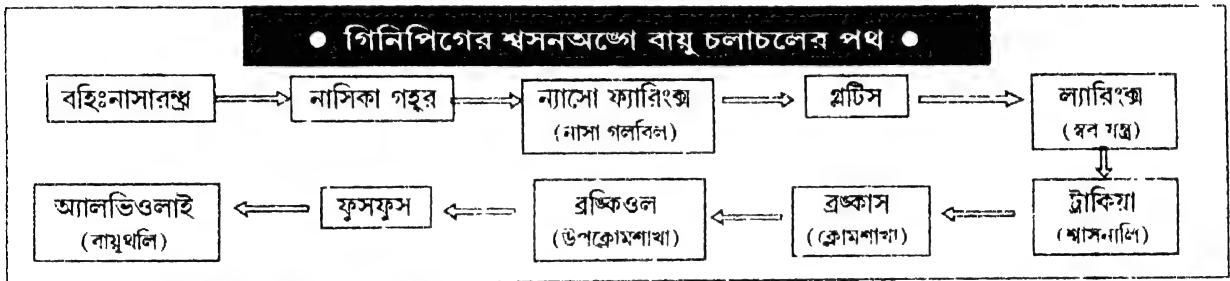 ● গিনিপিগের শ্বসনঅঙ্গে বায়ু চলাচলের পথ ●
বহিঃনাসারন্ধ্র
নাসিকা গহ্বর
ন্যাসো ফ্যারিংক্স
(নাসা গলবিল)
গ্লটিস
ল্যারিংক্স
(স্বর যন্ত্র)
ট্রাকিয়া
(শ্বাসনালি)
ব্রঙ্কাস
(ক্লোমশাখা)
ব্রঙ্কিওল
(উপক্লোমশাখা)
ফুসফুস
অ্যালভিওলাই
(বায়ুথলি)